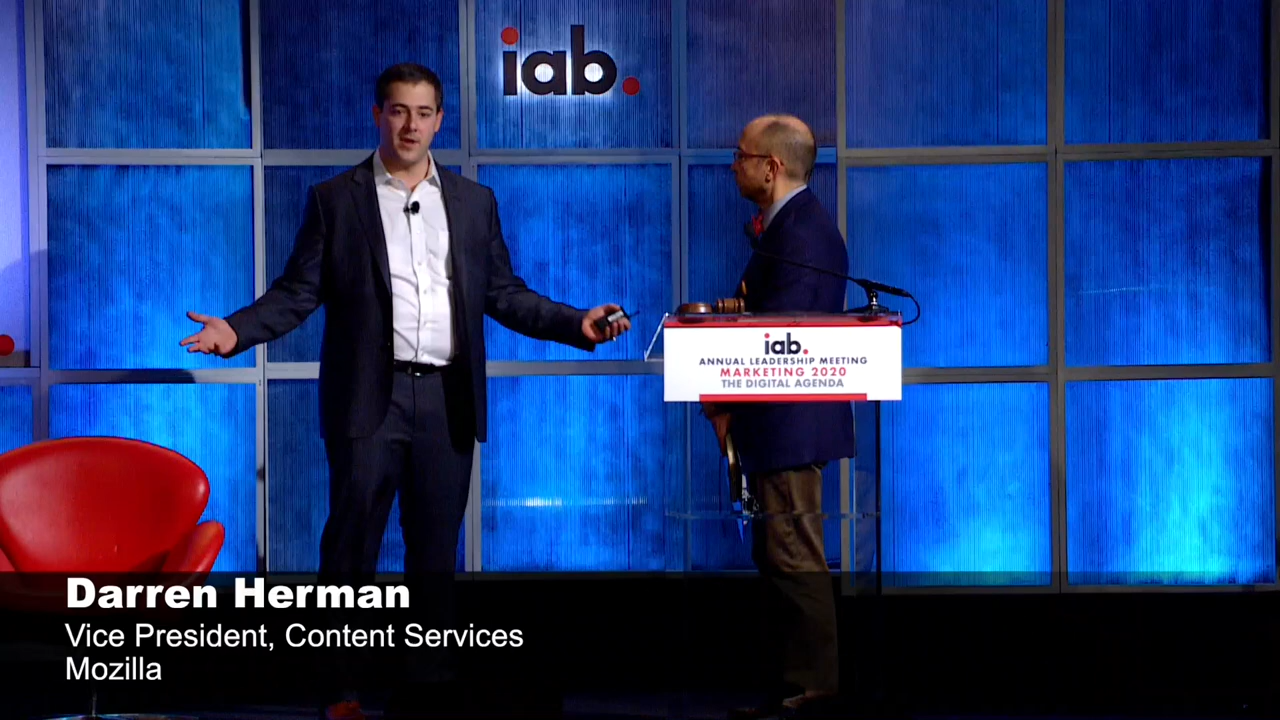 iab.
iab.
ANNUAL LEADERSHIP MEETING
MARKETING 2020
THE DIGITAL AGENDA
Darren Herman
Vice President, Content Services
Mozilla